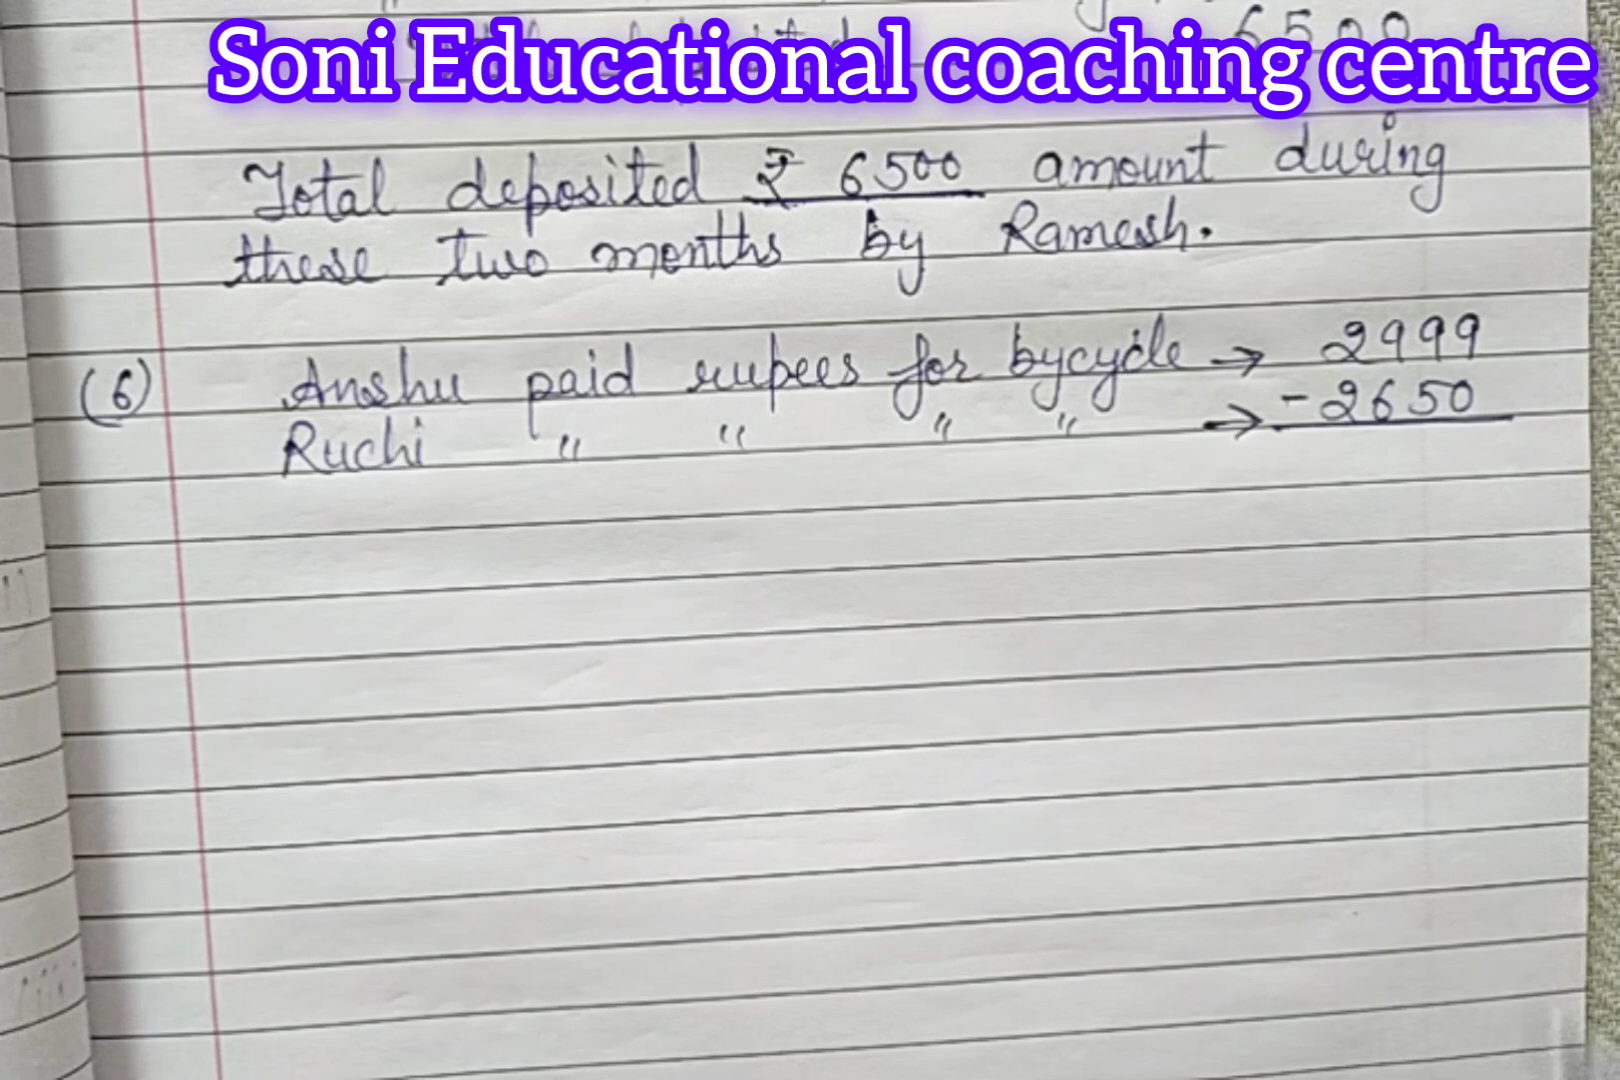 Soni Educational coaching centre
6500
Total deposited ₹ 6500 amount during
these two months by Ramesh.
(6) Anshu paid rupees for bycycle → 2999
Ruchi " " " " → - 2650